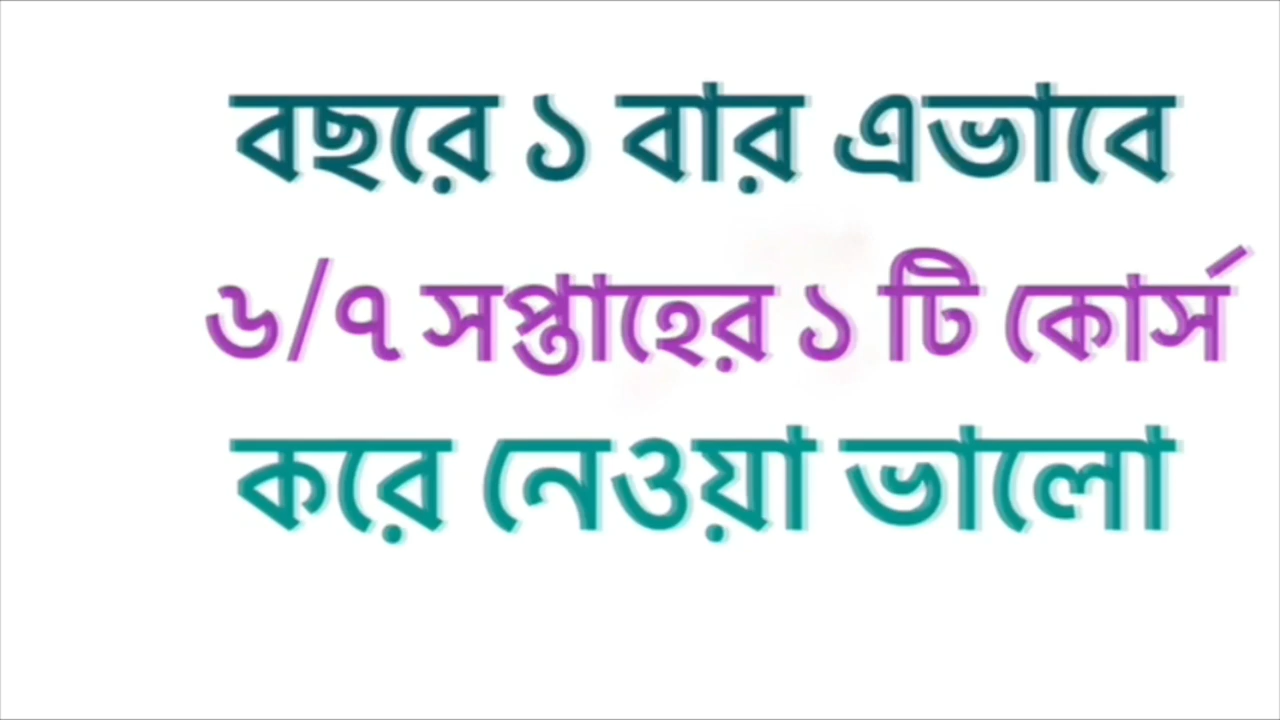 বছরে ১ বার এভাবে
৬/৭ সপ্তাহের ১ টি কোর্স
করে নেওয়া ভালো